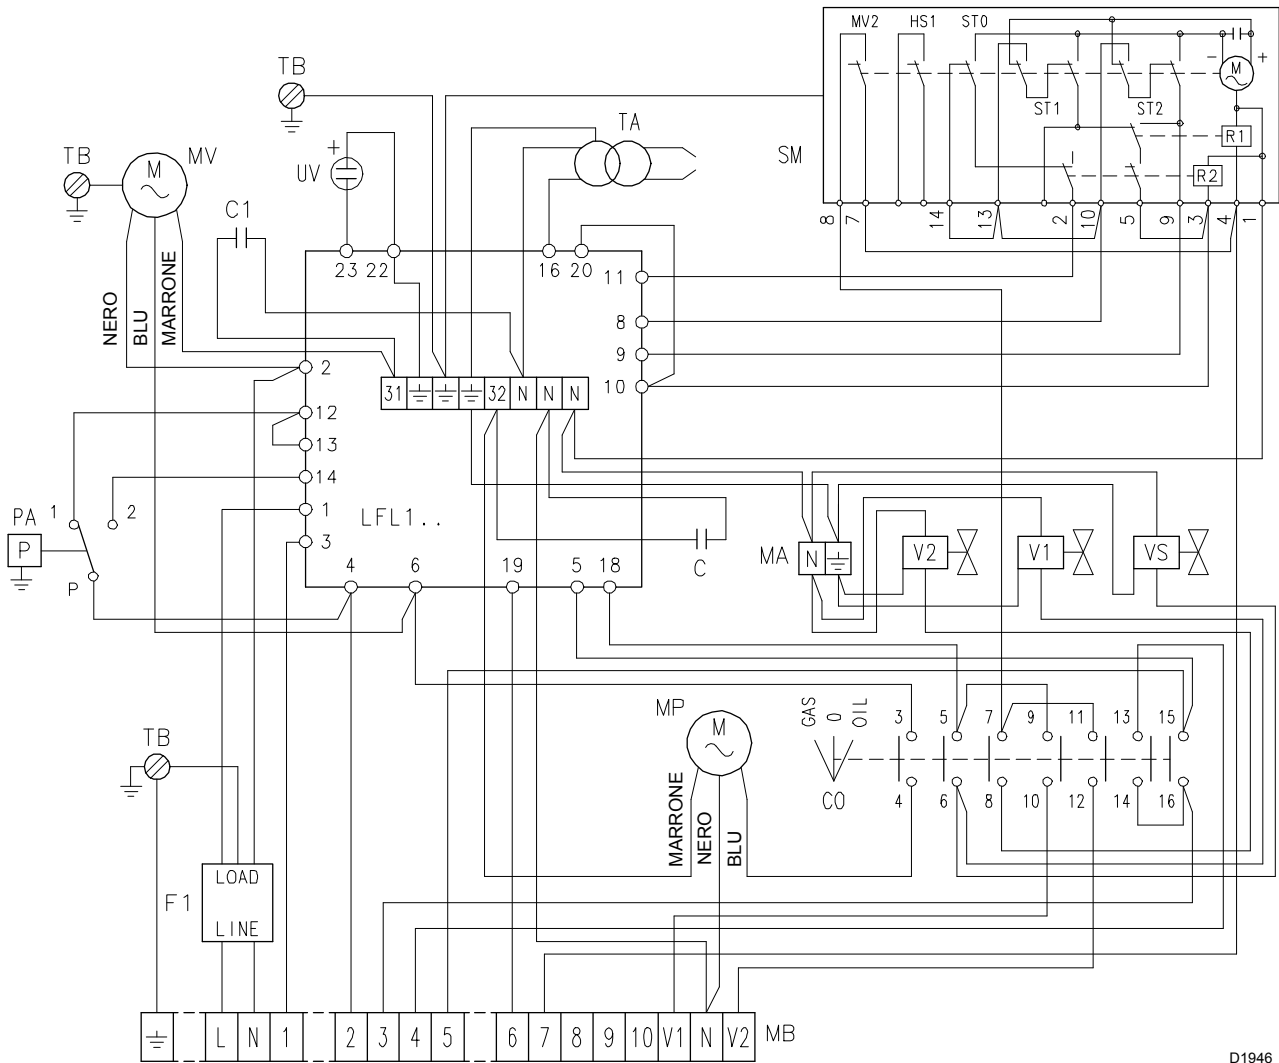 MV2 HS1 ST0
- M +
ST1 ST2
R1
R2
SM
8 7 14 13 2 10 5 9 3 4 1
TB
TA
UV +
TB
M
MV
C1
NERO
BLU
MARRONE
23 22 16 20
11
8
9
10
2
12
13
14
1
3
31 32 N N N
LFL1..
4 6 19 5 18
C
PA
P
1 2
P
MA
N
V2
V1
VS
MP
M
MARRONE
NERO
BLU
GAS
0
OIL
CO
3 5 7 9 11 13 15
4 6 8 10 12 14 16
TB
F1
LOAD
LINE
L N 1 2 3 4 5 6 7 8 9 10 V1 N V2
MB
D1946